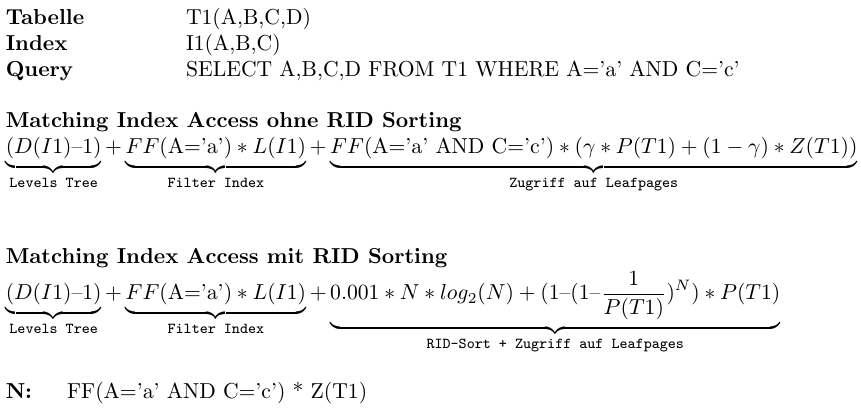 Tabelle T1(A,B,C,D)
Index I1(A,B,C)
Query SELECT A,B,C,D FROM T1 WHERE A='a' AND C='c'
Matching Index Access ohne RID Sorting
(D(I1)–1) + FF(A='a') * L(I1) + FF(A='a' AND C='c') * (γ * P(T1) + (1 − γ) * Z(T1))
Levels Tree Filter Index Zugriff auf Leafpages
Matching Index Access mit RID Sorting
(D(I1)–1) + FF(A='a') * L(I1) + 0.001 * N * log₂(N) + (1–(1–1/P(T1))^N) * P(T1)
Levels Tree Filter Index RID-Sort + Zugriff auf Leafpages
N: FF(A='a' AND C='c') * Z(T1)